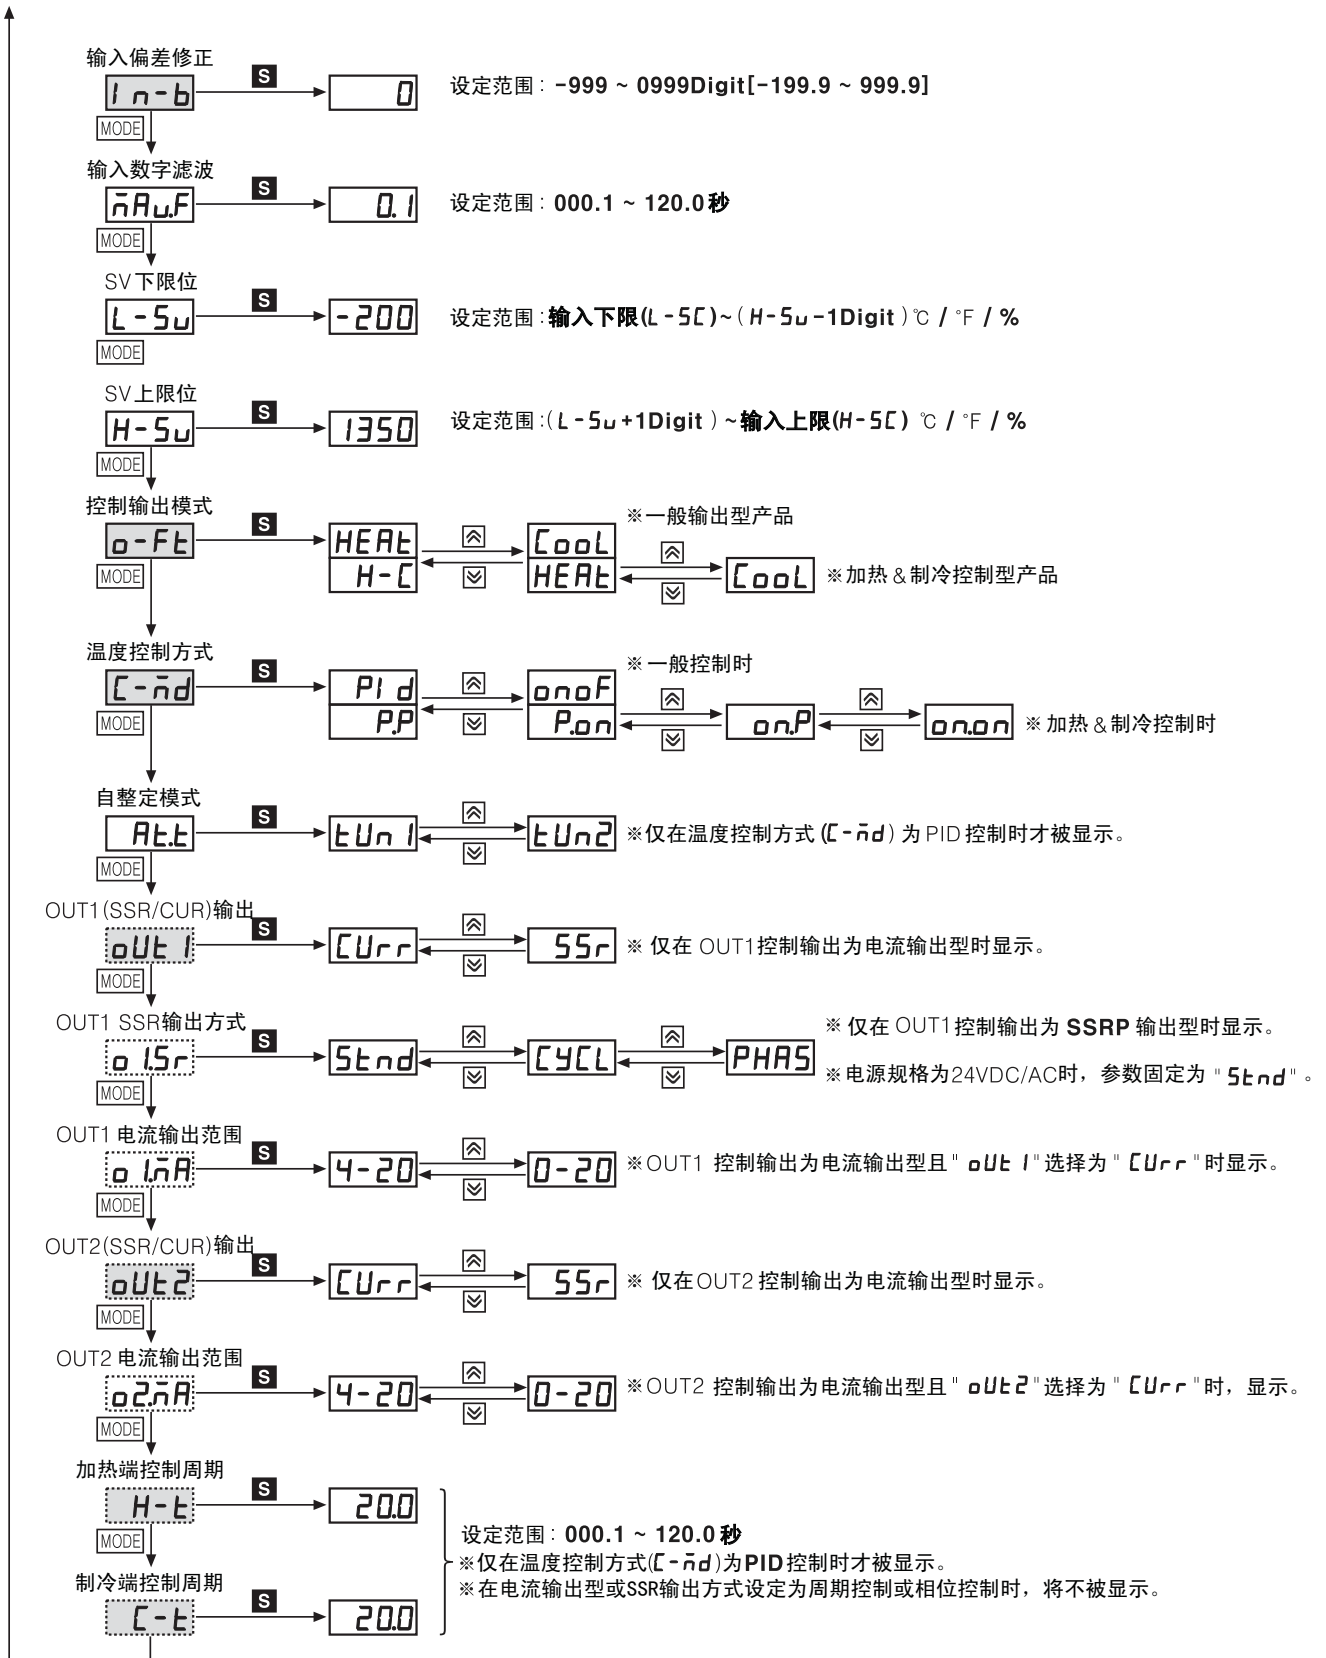 输入偏差修正
In-b S 0 设定范围：-999 ~ 0999Digit[-199.9 ~ 999.9]
MODE
输入数字滤波
mAv.F S 0.1 设定范围：000.1 ~ 120.0秒
MODE
SV下限位
L-Sv S -200 设定范围：输入下限(L-SC)~(H-Sv-1Digit)℃ / °F / %
MODE
SV上限位
H-Sv S 1350 设定范围：(L-Sv+1Digit)~输入上限(H-SC) ℃ / °F / %
MODE
控制输出模式
※一般输出型产品
o-Ft S HEAt CooL
H-C HEAt CooL ※加热&制冷控制型产品
MODE
温度控制方式
※一般控制时
C-md S PId onoF
P.P P.on on.P on.on ※加热&制冷控制时
MODE
自整定模式
At.t S tUn1 tUn2 ※仅在温度控制方式(C-md)为PID控制时才被显示。
MODE
OUT1(SSR/CUR)输出
oUt1 S CUrr SSr ※ 仅在 OUT1控制输出为电流输出型时显示。
MODE
OUT1 SSR输出方式
※ 仅在OUT1控制输出为 SSRP 输出型时显示。
o1.Sr S Stnd CYCL PHAS
※电源规格为24VDC/AC时，参数固定为"Stnd"。
MODE
OUT1 电流输出范围
o1.mA S 4-20 0-20 ※OUT1 控制输出为电流输出型且"oUt1"选择为"CUrr"时显示。
MODE
OUT2(SSR/CUR)输出
oUt2 S CUrr SSr ※ 仅在OUT2控制输出为电流输出型时显示。
MODE
OUT2 电流输出范围
o2.mA S 4-20 0-20 ※OUT2 控制输出为电流输出型且"oUt2"选择为"CUrr"时，显示。
MODE
加热端控制周期
H-t S 20.0
MODE
设定范围：000.1 ~ 120.0秒
※仅在温度控制方式(C-md)为PID控制时才被显示。
※在电流输出型或SSR输出方式设定为周期控制或相位控制时，将不被显示。
制冷端控制周期
C-t S 20.0